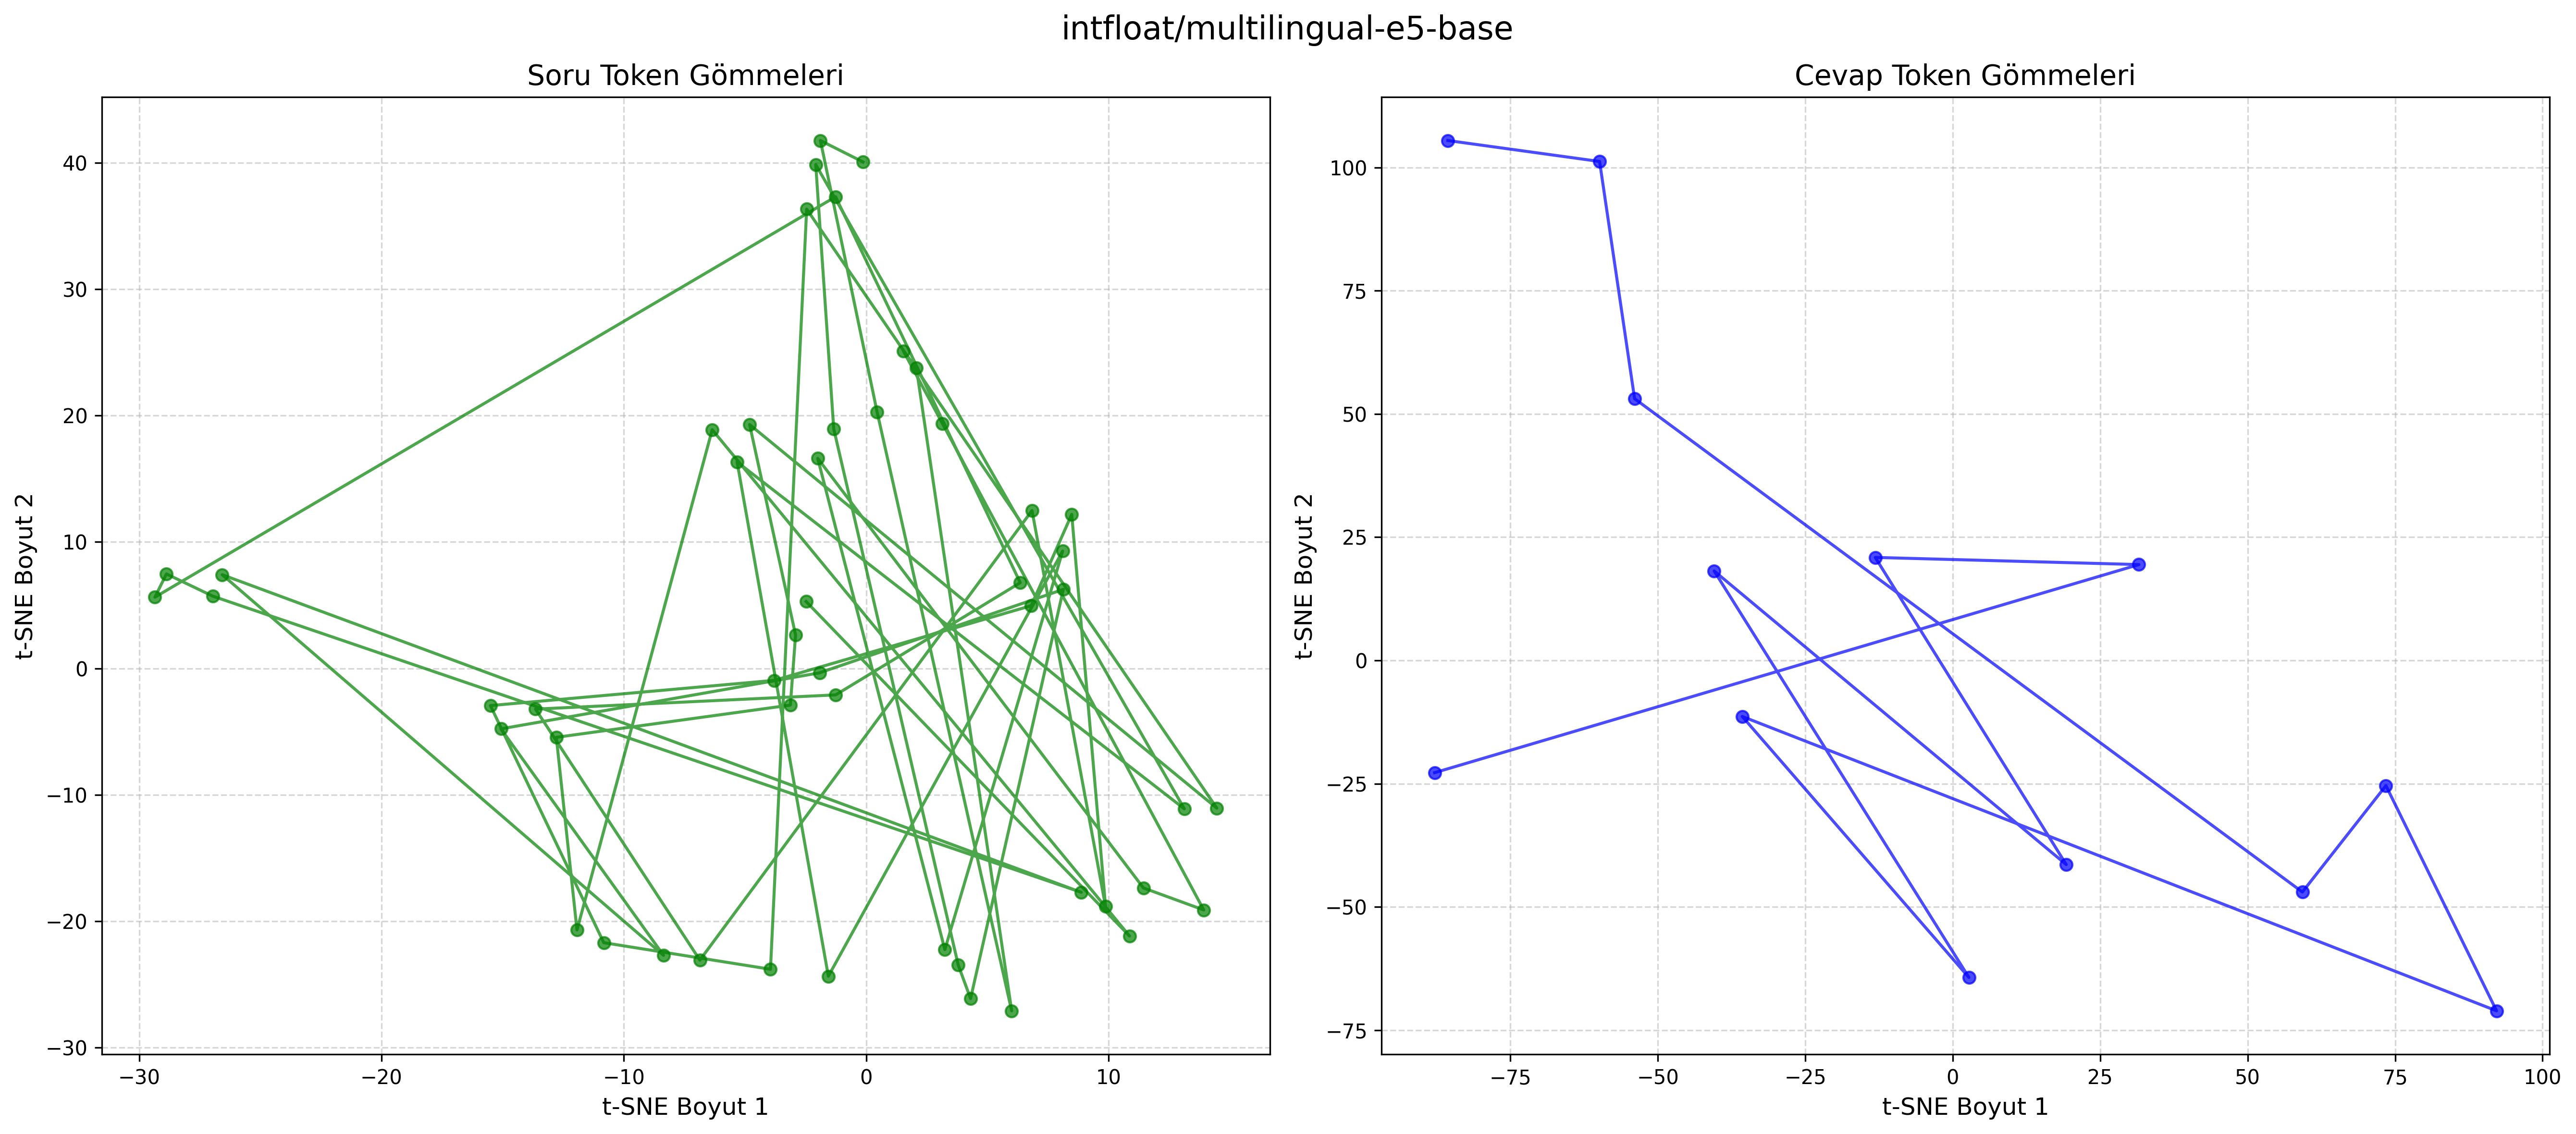 intfloat/multilingual-e5-base
Soru Token Gömmeleri
40
30
20
10
0
−10
−20
−30
t-SNE Boyut 2
−30 −20 −10 0 10
t-SNE Boyut 1
Cevap Token Gömmeleri
100
75
50
25
0
−25
−50
−75
t-SNE Boyut 2
−75 −50 −25 0 25 50 75 100
t-SNE Boyut 1